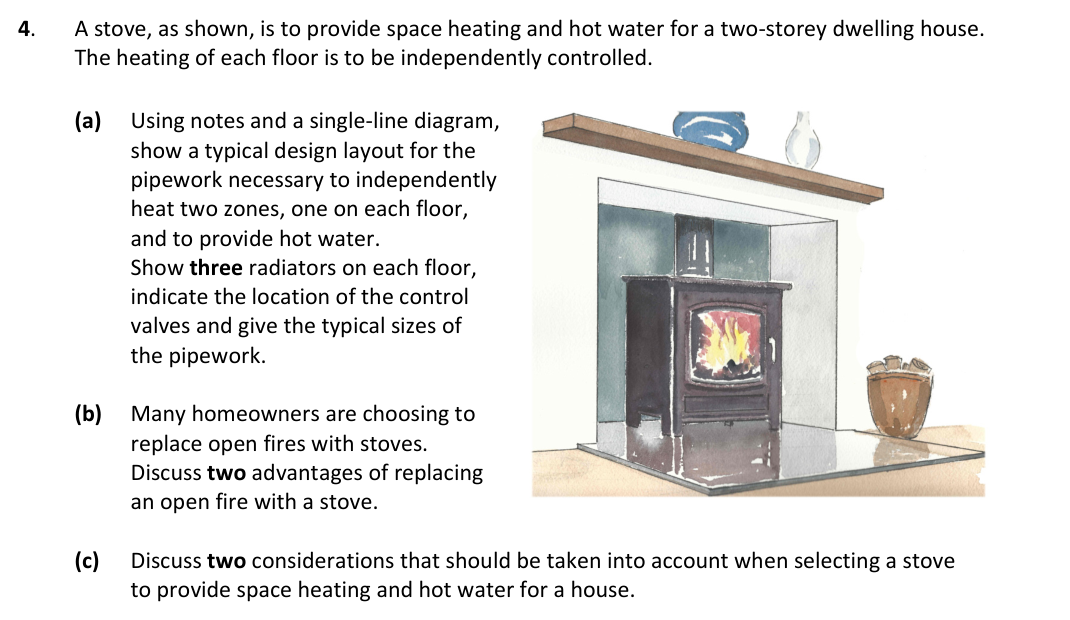 4. A stove, as shown, is to provide space heating and hot water for a two-storey dwelling house.
The heating of each floor is to be independently controlled.
(a) Using notes and a single-line diagram,
show a typical design layout for the
pipework necessary to independently
heat two zones, one on each floor,
and to provide hot water.
Show three radiators on each floor,
indicate the location of the control
valves and give the typical sizes of
the pipework.
(b) Many homeowners are choosing to
replace open fires with stoves.
Discuss two advantages of replacing
an open fire with a stove.
(c) Discuss two considerations that should be taken into account when selecting a stove
to provide space heating and hot water for a house.